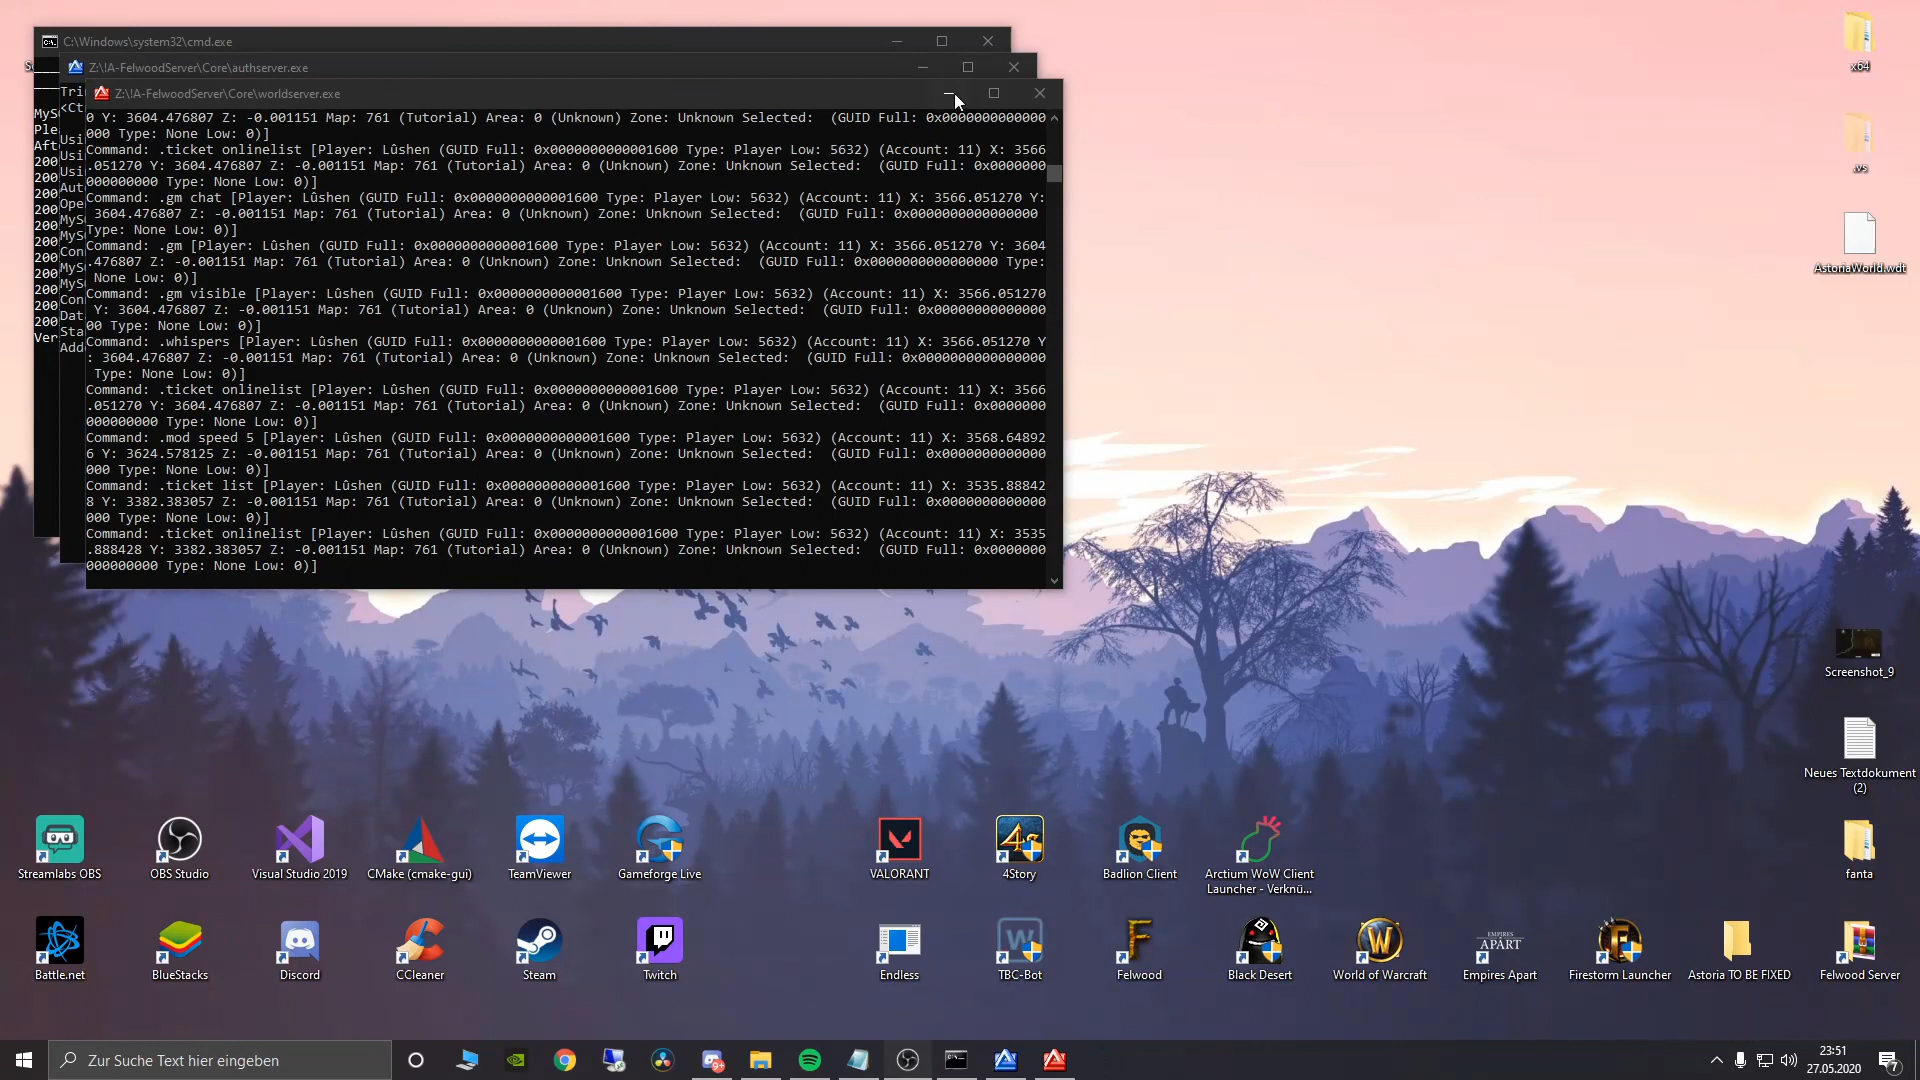 C:\Windows\system32\cmd.exe
Z:\!A-FelwoodServer\Core\authserver.exe
Z:\!A-FelwoodServer\Core\worldserver.exe
0 Y: 3604.476807 Z: -0.001151 Map: 761 (Tutorial) Area: 0 (Unknown) Zone: Unknown Selected:  (GUID Full: 0x0000000000000
000 Type: None Low: 0)]
Command: .ticket onlinelist [Player: Lûshen (GUID Full: 0x0000000000001600 Type: Player Low: 5632) (Account: 11) X: 3566
.051270 Y: 3604.476807 Z: -0.001151 Map: 761 (Tutorial) Area: 0 (Unknown) Zone: Unknown Selected:  (GUID Full: 0x0000000
000000000 Type: None Low: 0)]
Command: .gm chat [Player: Lûshen (GUID Full: 0x0000000000001600 Type: Player Low: 5632) (Account: 11) X: 3566.051270 Y:
 3604.476807 Z: -0.001151 Map: 761 (Tutorial) Area: 0 (Unknown) Zone: Unknown Selected:  (GUID Full: 0x0000000000000000
Type: None Low: 0)]
Command: .gm [Player: Lûshen (GUID Full: 0x0000000000001600 Type: Player Low: 5632) (Account: 11) X: 3566.051270 Y: 3604
.476807 Z: -0.001151 Map: 761 (Tutorial) Area: 0 (Unknown) Zone: Unknown Selected:  (GUID Full: 0x0000000000000000 Type:
 None Low: 0)]
Command: .gm visible [Player: Lûshen (GUID Full: 0x0000000000001600 Type: Player Low: 5632) (Account: 11) X: 3566.051270
 Y: 3604.476807 Z: -0.001151 Map: 761 (Tutorial) Area: 0 (Unknown) Zone: Unknown Selected:  (GUID Full: 0x00000000000000
00 Type: None Low: 0)]
Command: .whispers [Player: Lûshen (GUID Full: 0x0000000000001600 Type: Player Low: 5632) (Account: 11) X: 3566.051270 Y
: 3604.476807 Z: -0.001151 Map: 761 (Tutorial) Area: 0 (Unknown) Zone: Unknown Selected:  (GUID Full: 0x0000000000000000
 Type: None Low: 0)]
Command: .ticket onlinelist [Player: Lûshen (GUID Full: 0x0000000000001600 Type: Player Low: 5632) (Account: 11) X: 3566
.051270 Y: 3604.476807 Z: -0.001151 Map: 761 (Tutorial) Area: 0 (Unknown) Zone: Unknown Selected:  (GUID Full: 0x0000000
000000000 Type: None Low: 0)]
Command: .mod speed 5 [Player: Lûshen (GUID Full: 0x0000000000001600 Type: Player Low: 5632) (Account: 11) X: 3568.64892
6 Y: 3624.578125 Z: -0.001151 Map: 761 (Tutorial) Area: 0 (Unknown) Zone: Unknown Selected:  (GUID Full: 0x0000000000000
000 Type: None Low: 0)]
Command: .ticket list [Player: Lûshen (GUID Full: 0x0000000000001600 Type: Player Low: 5632) (Account: 11) X: 3535.88842
8 Y: 3382.383057 Z: -0.001151 Map: 761 (Tutorial) Area: 0 (Unknown) Zone: Unknown Selected:  (GUID Full: 0x0000000000000
000 Type: None Low: 0)]
Command: .ticket onlinelist [Player: Lûshen (GUID Full: 0x0000000000001600 Type: Player Low: 5632) (Account: 11) X: 3535
.888428 Y: 3382.383057 Z: -0.001151 Map: 761 (Tutorial) Area: 0 (Unknown) Zone: Unknown Selected:  (GUID Full: 0x0000000
000000000 Type: None Low: 0)]
x64
.vs
AstoriaWorld.wdt
Screenshot_9
Neues Textdokument
(2)
fanta
Streamlabs OBS
OBS Studio
Visual Studio 2019
CMake (cmake-gui)
TeamViewer
Gameforge Live
VALORANT
4Story
Badlion Client
Arctium WoW Client
Launcher - Verknü...
Battle.net
BlueStacks
Discord
CCleaner
Steam
Twitch
Endless
TBC-Bot
Felwood
Black Desert
World of Warcraft
EMPIRES
APART
Empires Apart
Firestorm Launcher
Astoria TO BE FIXED
Felwood Server
Zur Suche Text hier eingeben
9+
23:51
27.05.2020
7